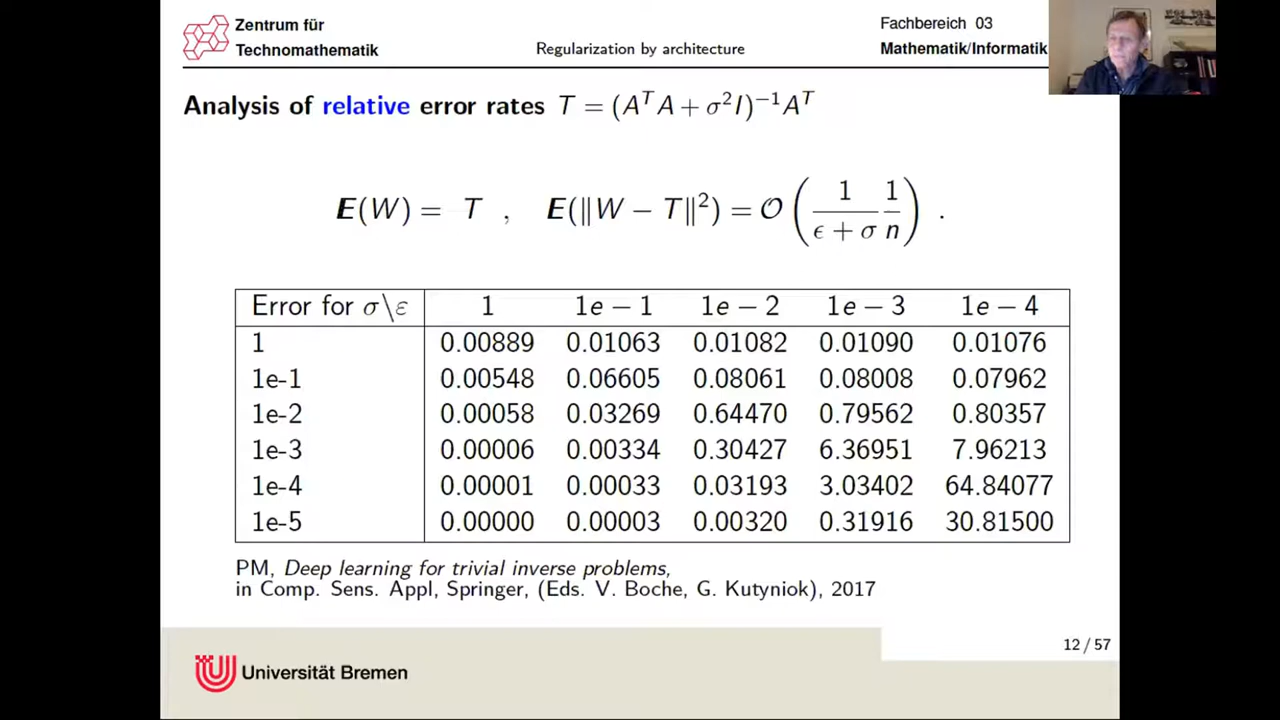 Zentrum für
Technomathematik
Regularization by architecture
Fachbereich 03
Mathematik/Informatik
Analysis of relative error rates T = (AᵀA + σ²I)⁻¹Aᵀ
E(W) = T , E(‖W − T‖²) = O ( 1/(ϵ + σ) 1/n ) .
Error for σ\ε 1 1e − 1 1e − 2 1e − 3 1e − 4
1 0.00889 0.01063 0.01082 0.01090 0.01076
1e-1 0.00548 0.06605 0.08061 0.08008 0.07962
1e-2 0.00058 0.03269 0.64470 0.79562 0.80357
1e-3 0.00006 0.00334 0.30427 6.36951 7.96213
1e-4 0.00001 0.00033 0.03193 3.03402 64.84077
1e-5 0.00000 0.00003 0.00320 0.31916 30.81500
PM, Deep learning for trivial inverse problems,
in Comp. Sens. Appl, Springer, (Eds. V. Boche, G. Kutyniok), 2017
12 / 57
Universität Bremen